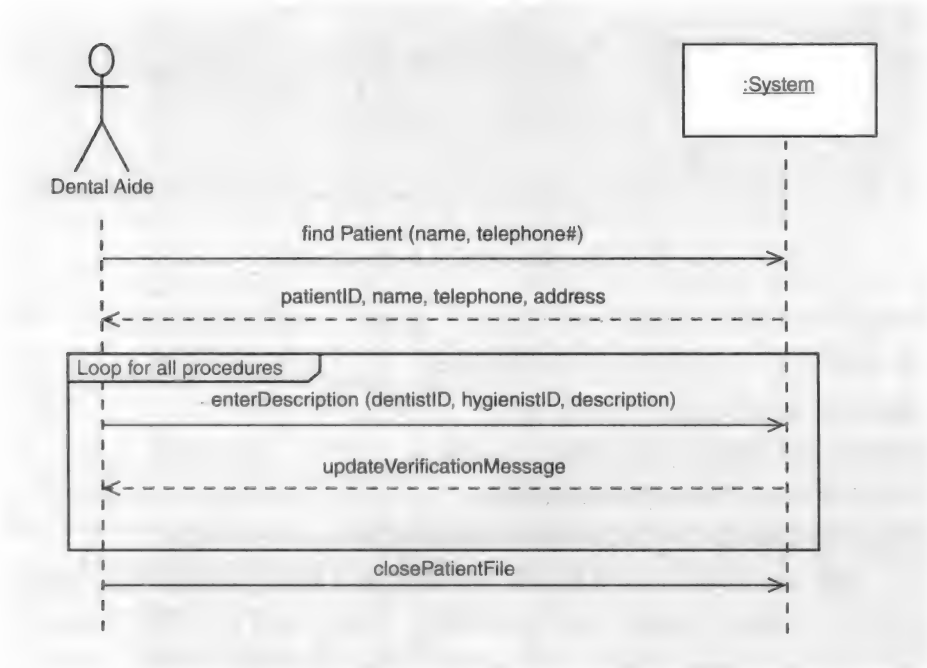 :System
Dental Aide
find Patient (name, telephone#)
patientID, name, telephone, address
Loop for all procedures
enterDescription (dentistID, hygienistID, description)
updateVerificationMessage
closePatientFile